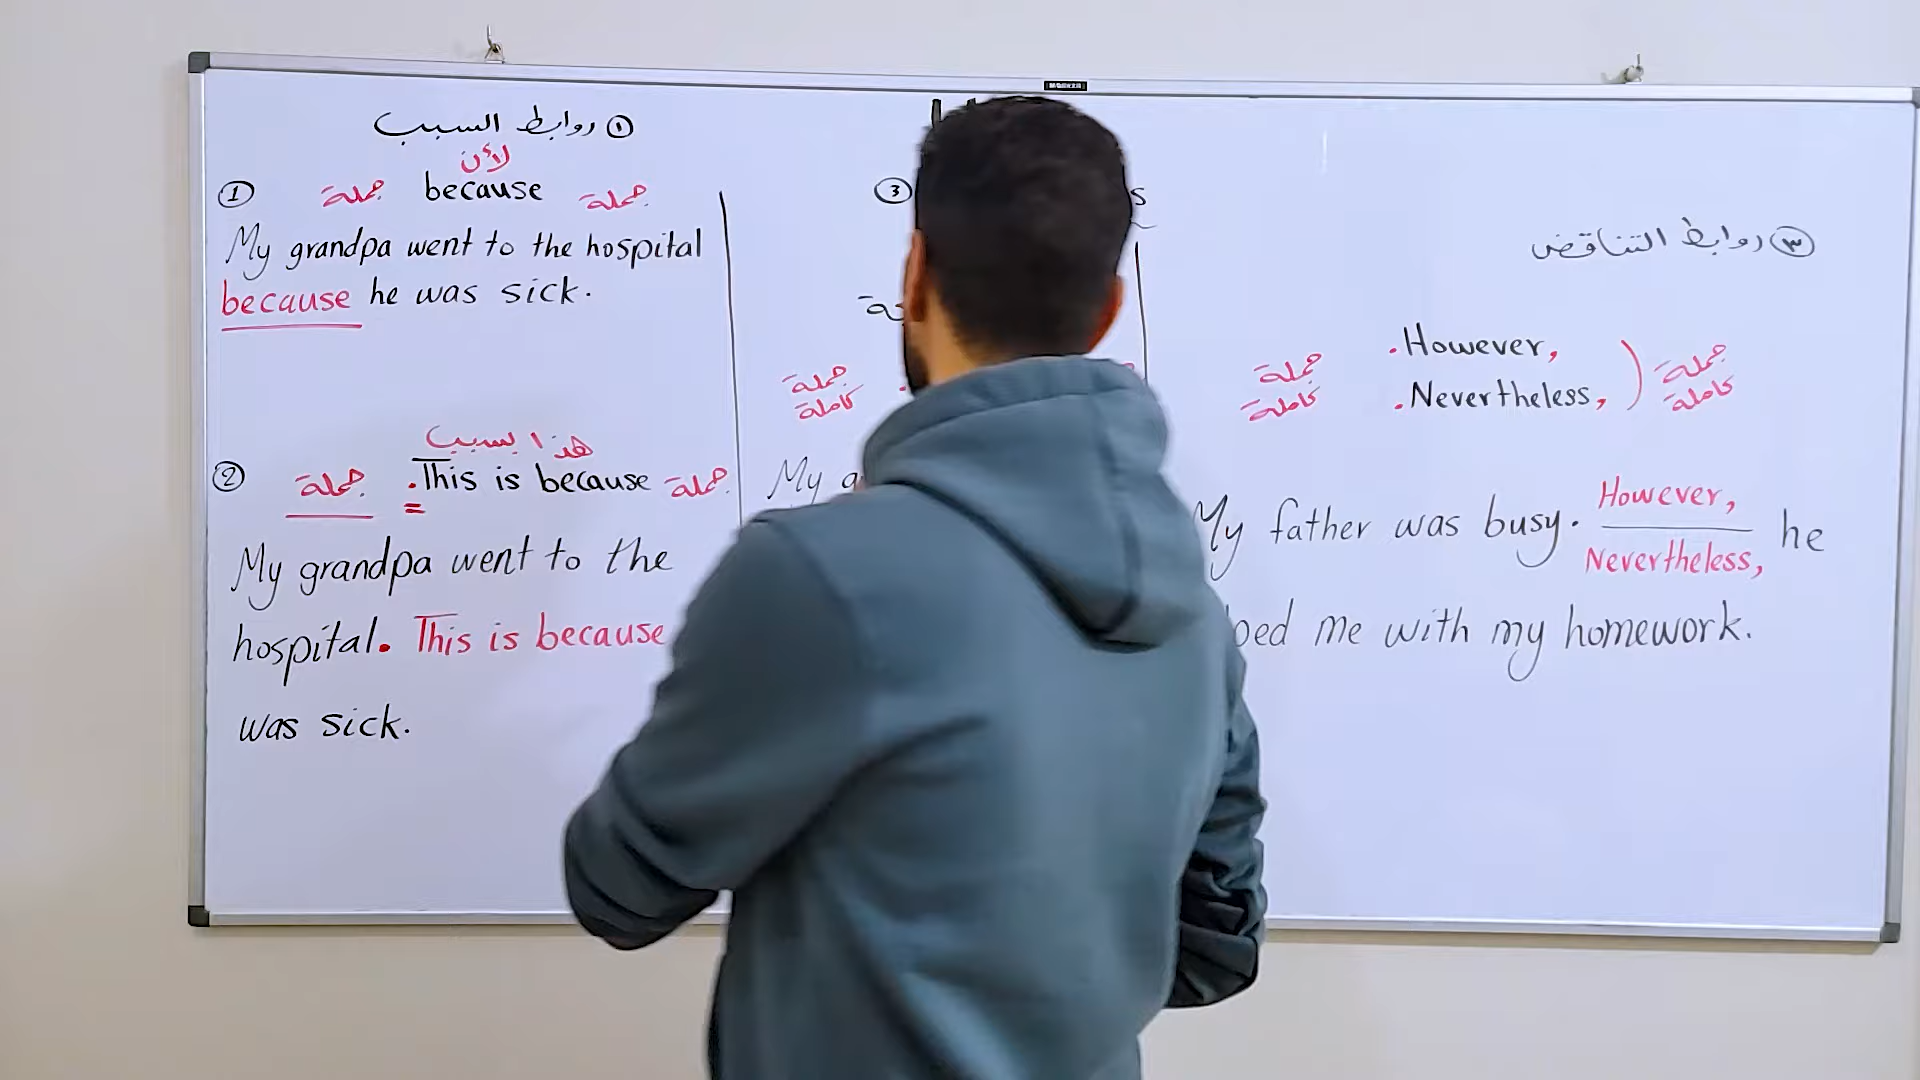 ① روابط السبب
لأن
① جملة because جملة
My grandpa went to the hospital
because he was sick.
هذا بسبب
② جملة .This is because جملة
My grandpa went to the
hospital. This is because
was sick.
③
جملة
كاملة
My
③ روابط التناقض
جملة كاملة .However, جملة كاملة
.Nevertheless,
My father was busy. However, he
Nevertheless,
me with my homework.